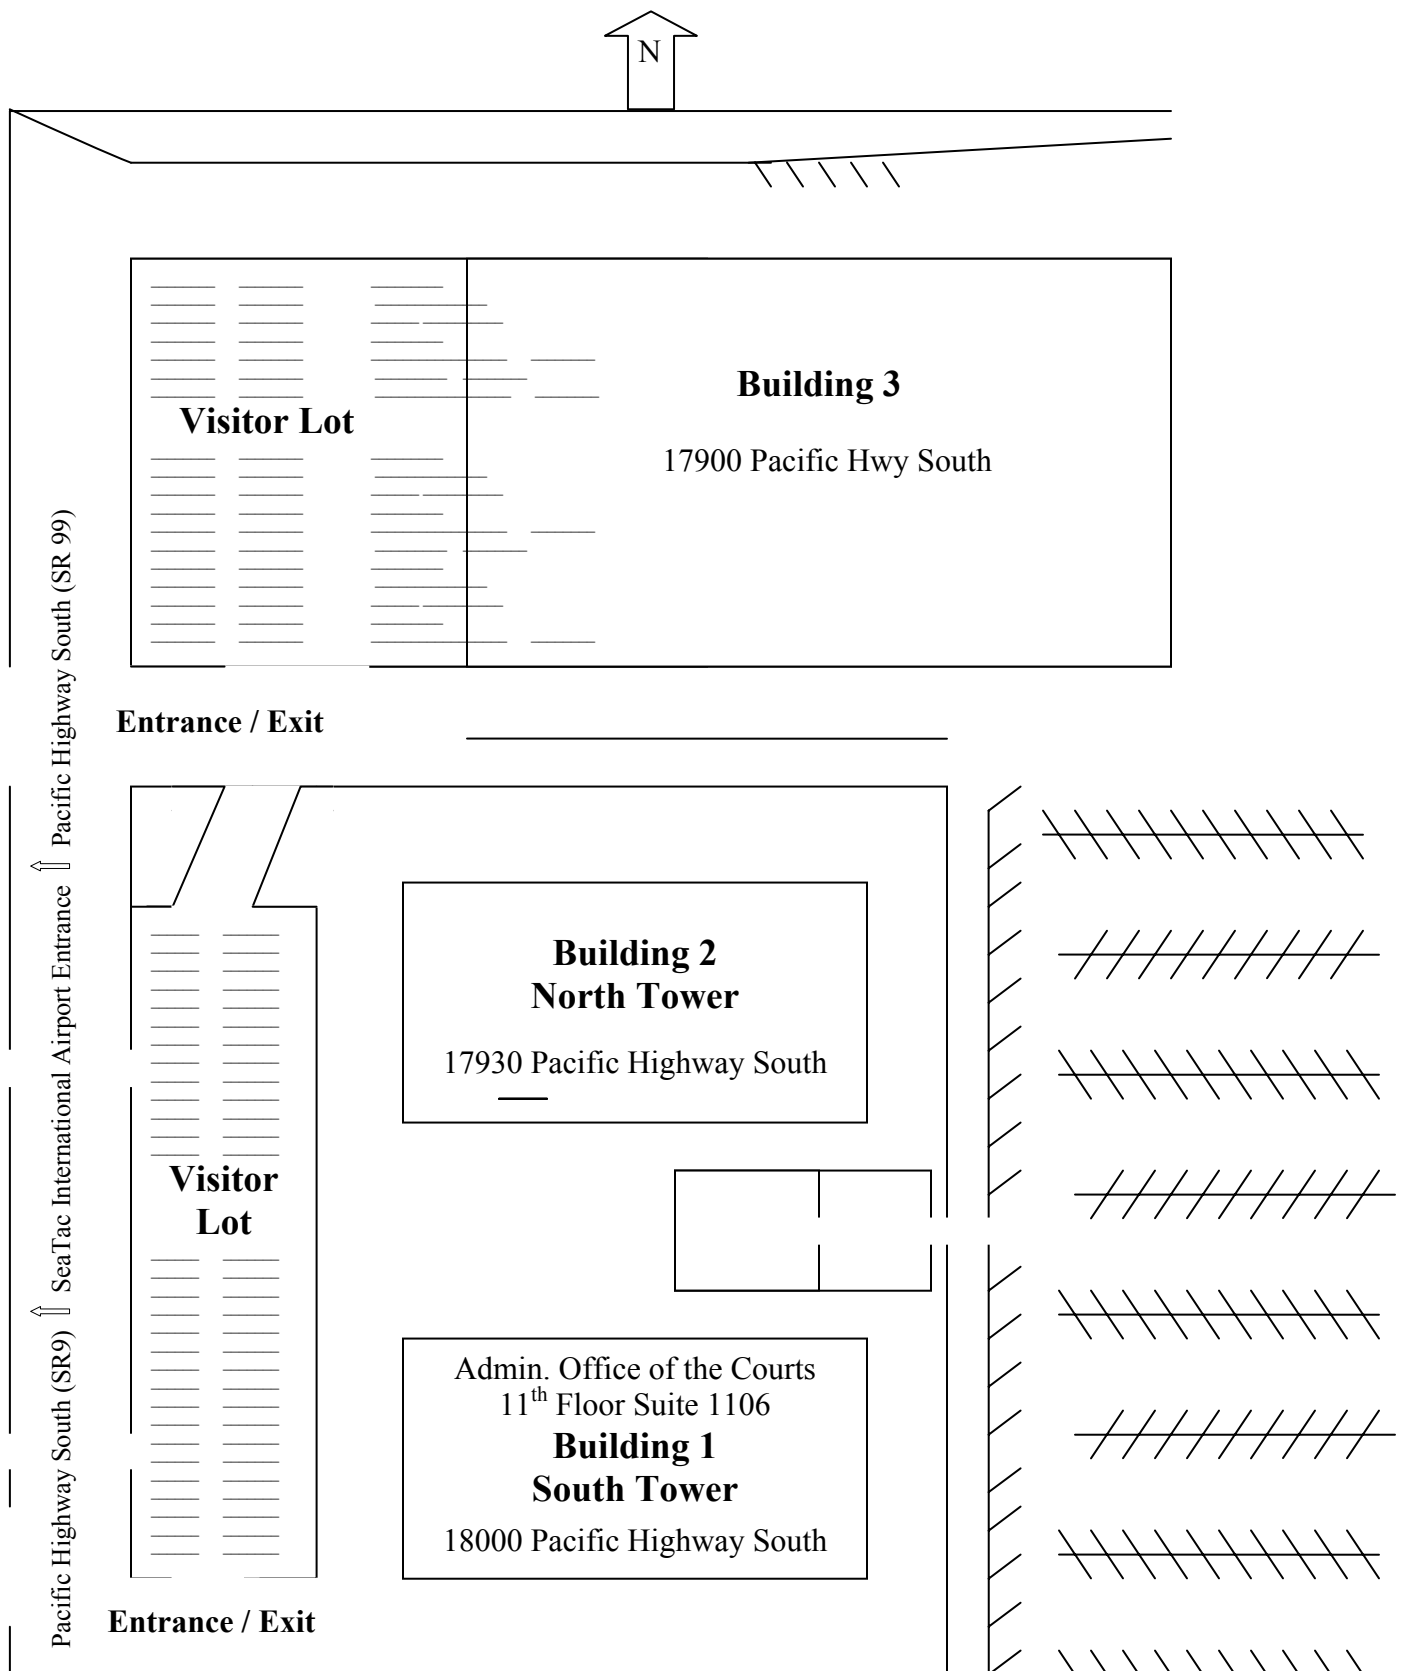 N
Building 3
Visitor Lot
17900 Pacific Hwy South
Pacific Highway South (SR 99)
Entrance / Exit
SeaTac International Airport Entrance
Building 2
North Tower
17930 Pacific Highway South
Visitor
Lot
Pacific Highway South (SR9)
Admin. Office of the Courts
11th Floor Suite 1106
Building 1
South Tower
18000 Pacific Highway South
Entrance / Exit